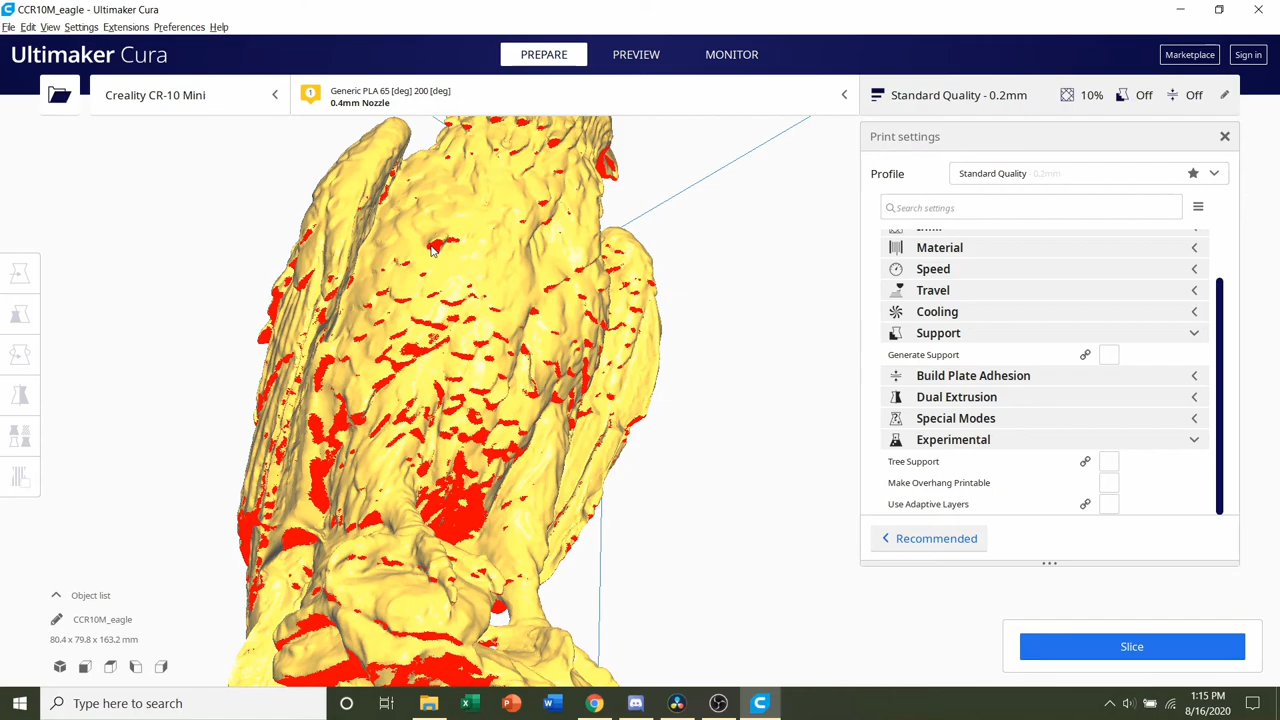 CCR10M_eagle - Ultimaker Cura
File Edit View Settings Extensions Preferences Help
Ultimaker Cura
PREPARE
PREVIEW
MONITOR
Marketplace
Sign in
Creality CR-10 Mini
1
Generic PLA 65 [deg] 200 [deg]
0.4mm Nozzle
Standard Quality - 0.2mm
10%
Off
Off
Print settings
Profile
Standard Quality - 0.2mm
Search settings
Material
Speed
Travel
Cooling
Support
Generate Support
Build Plate Adhesion
Dual Extrusion
Special Modes
Experimental
Tree Support
Make Overhang Printable
Use Adaptive Layers
Recommended
Object list
CCR10M_eagle
80.4 x 79.8 x 163.2 mm
Slice
Type here to search
1:15 PM
8/16/2020